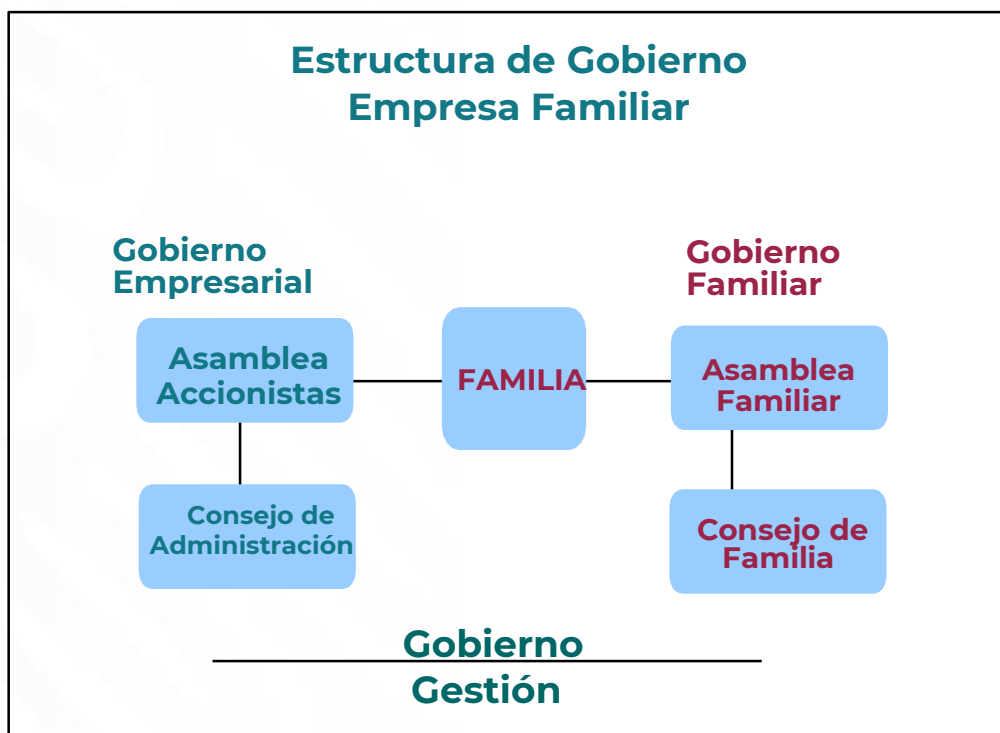 Estructura de Gobierno
Empresa Familiar
Gobierno
Empresarial
Gobierno
Familiar
Asamblea
Accionistas
FAMILIA
Asamblea
Familiar
Consejo de
Administración
Consejo de
Familia
Gobierno
Gestión